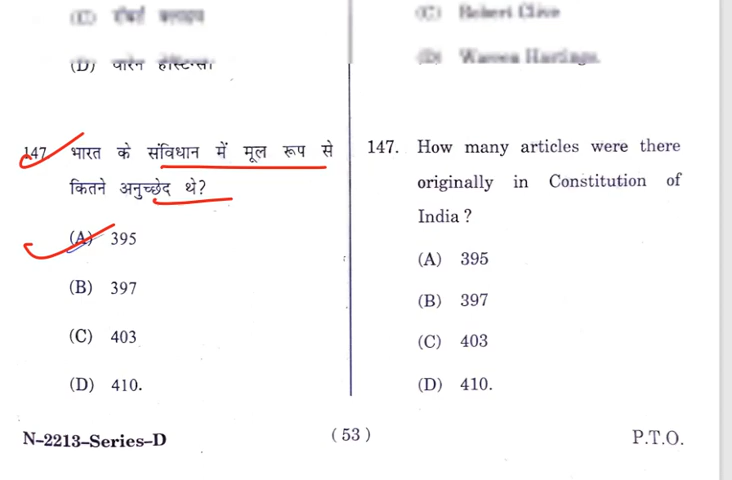 (D) वारेन हेस्टिंग्स।
(C) Robert Clive
(D) Warren Hastings.
147. भारत के संविधान में मूल रूप से
कितने अनुच्छेद थे?
(A) 395
(B) 397
(C) 403
(D) 410.
147. How many articles were there
originally in Constitution of
India ?
(A) 395
(B) 397
(C) 403
(D) 410.
N-2213-Series-D
( 53 )
P.T.O.